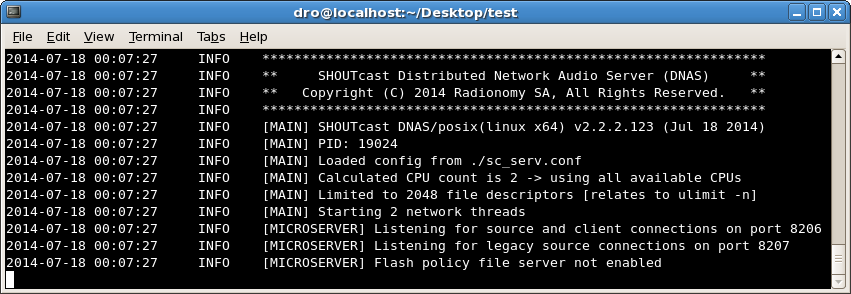 dro@localhost:~/Desktop/test
File Edit View Terminal Tabs Help
2014-07-18 00:07:27 INFO ***************************************************************
2014-07-18 00:07:27 INFO ** SHOUTcast Distributed Network Audio Server (DNAS) **
2014-07-18 00:07:27 INFO ** Copyright (C) 2014 Radionomy SA, All Rights Reserved. **
2014-07-18 00:07:27 INFO ***************************************************************
2014-07-18 00:07:27 INFO [MAIN] SHOUTcast DNAS/posix(linux x64) v2.2.2.123 (Jul 18 2014)
2014-07-18 00:07:27 INFO [MAIN] PID: 19024
2014-07-18 00:07:27 INFO [MAIN] Loaded config from ./sc_serv.conf
2014-07-18 00:07:27 INFO [MAIN] Calculated CPU count is 2 -> using all available CPUs
2014-07-18 00:07:27 INFO [MAIN] Limited to 2048 file descriptors [relates to ulimit -n]
2014-07-18 00:07:27 INFO [MAIN] Starting 2 network threads
2014-07-18 00:07:27 INFO [MICROSERVER] Listening for source and client connections on port 8206
2014-07-18 00:07:27 INFO [MICROSERVER] Listening for legacy source connections on port 8207
2014-07-18 00:07:27 INFO [MICROSERVER] Flash policy file server not enabled